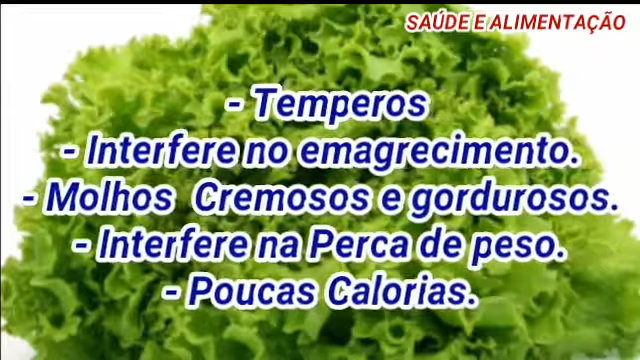 SAÚDE E ALIMENTAÇÃO
- Temperos
- Interfere no emagrecimento.
- Molhos Cremosos e gordurosos.
- Interfere na Perca de peso.
- Poucas Calorias.